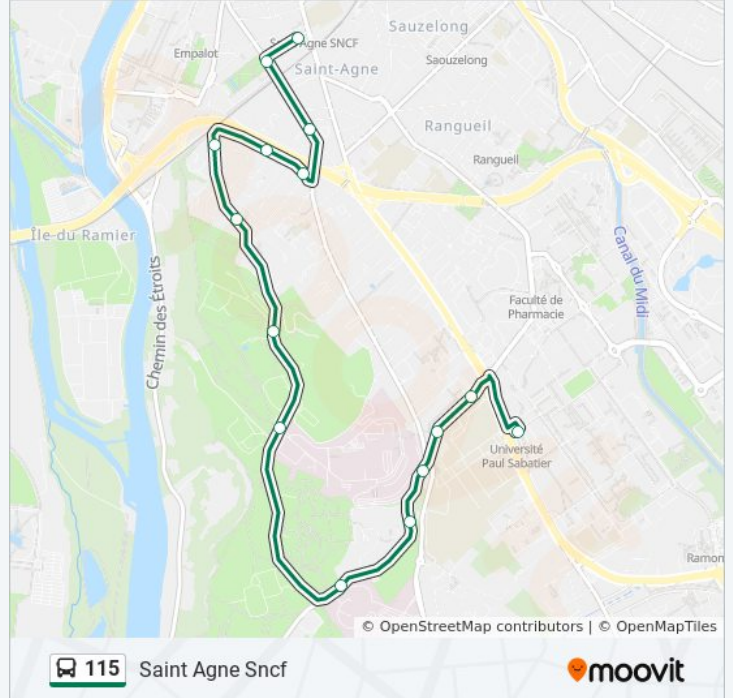 Sauzelong
Saint-Agne SNCF
Empalot
Saouzelong
Saint-Agne
Rangueil
Rangueil
Île du Ramier
Canal du Midi
Chemin des Étroits
Faculté de
Pharmacie
Université
Paul Sabatier
Ramon
© OpenStreetMap contributors | © OpenMapTiles
115 Saint Agne Sncf
moovit